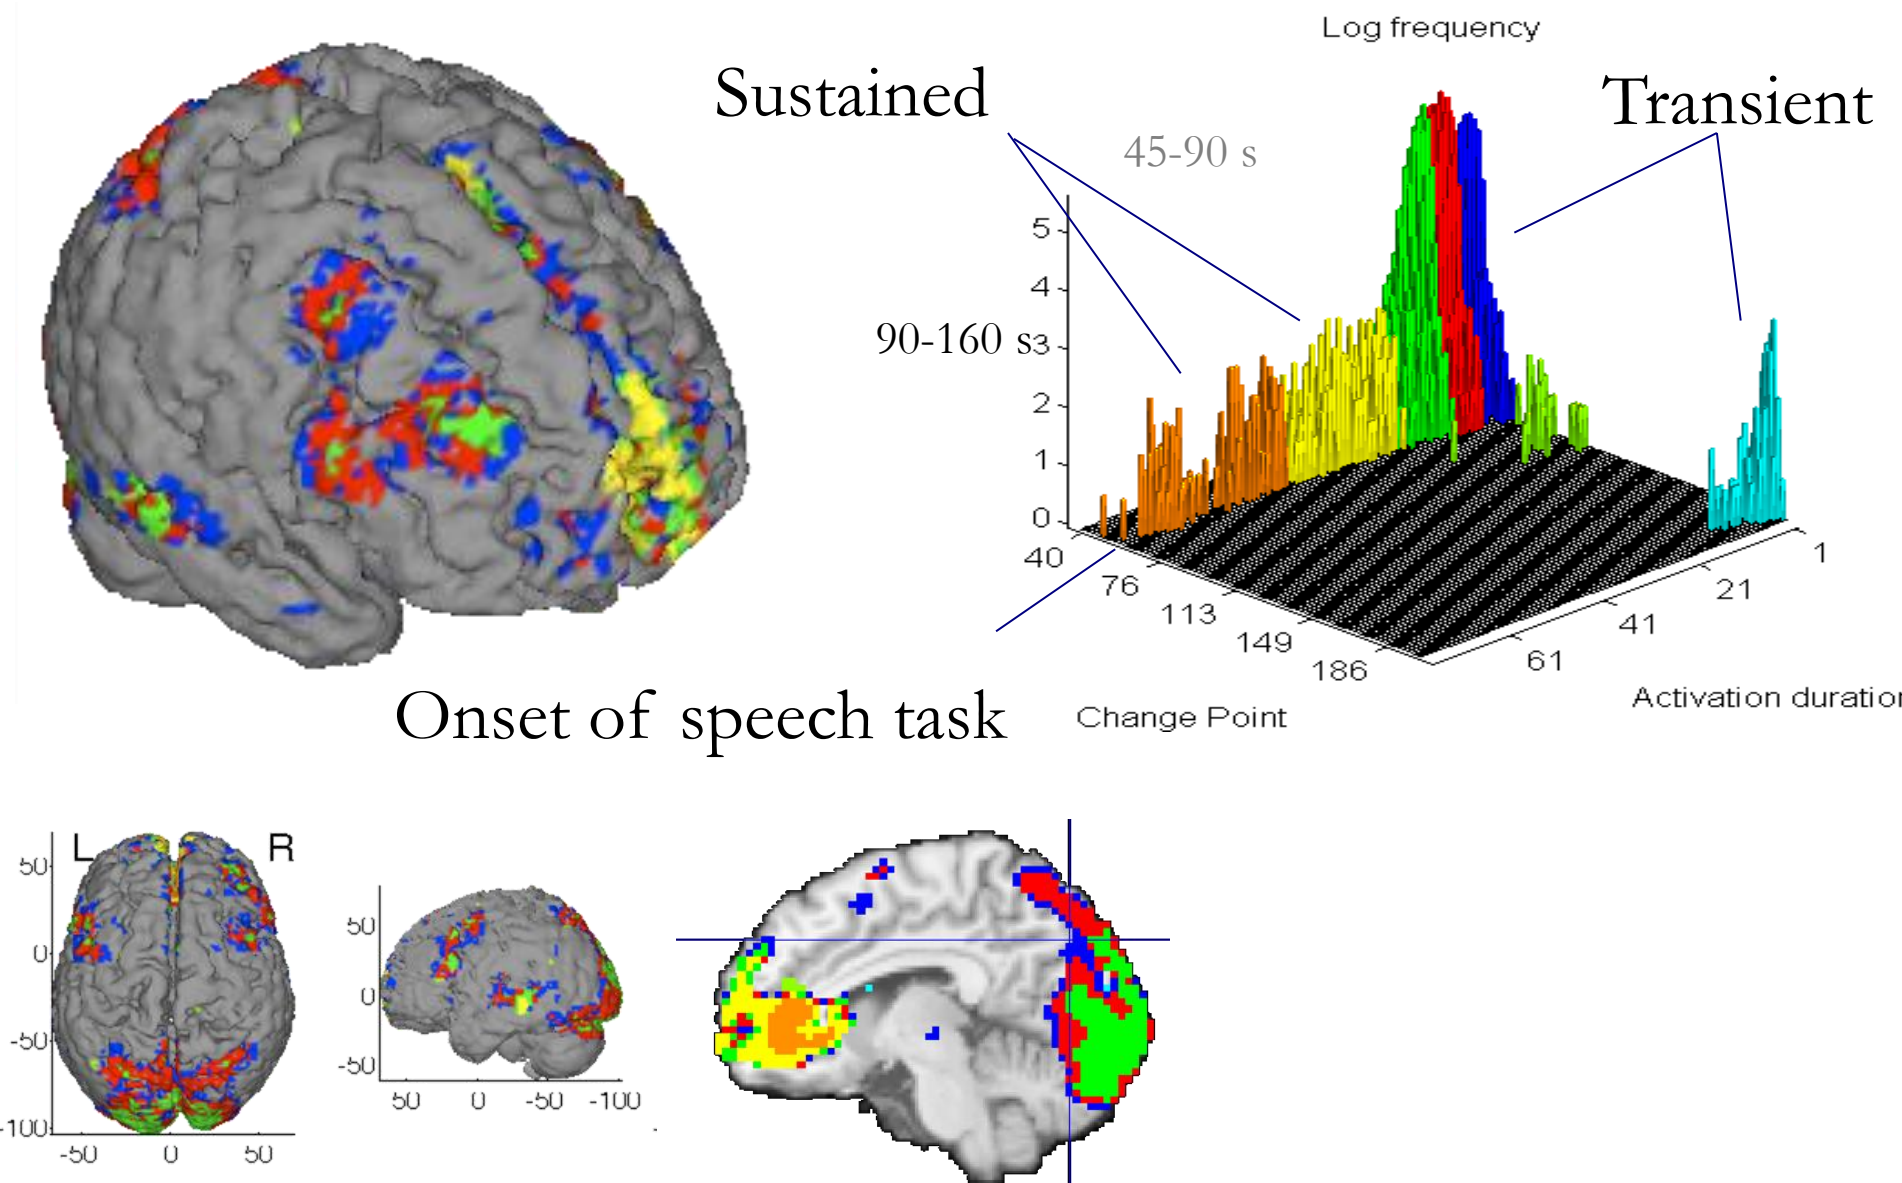 Log frequency
Sustained
Transient
45-90 s
5
4
90-160 s
3
2
1
0
40
76
113
149
186
1
21
41
61
Change Point
Activation duration
Onset of speech task
L
R
50
0
-50
-100
-50
0
50
50
0
-50
50
0
-50
-100